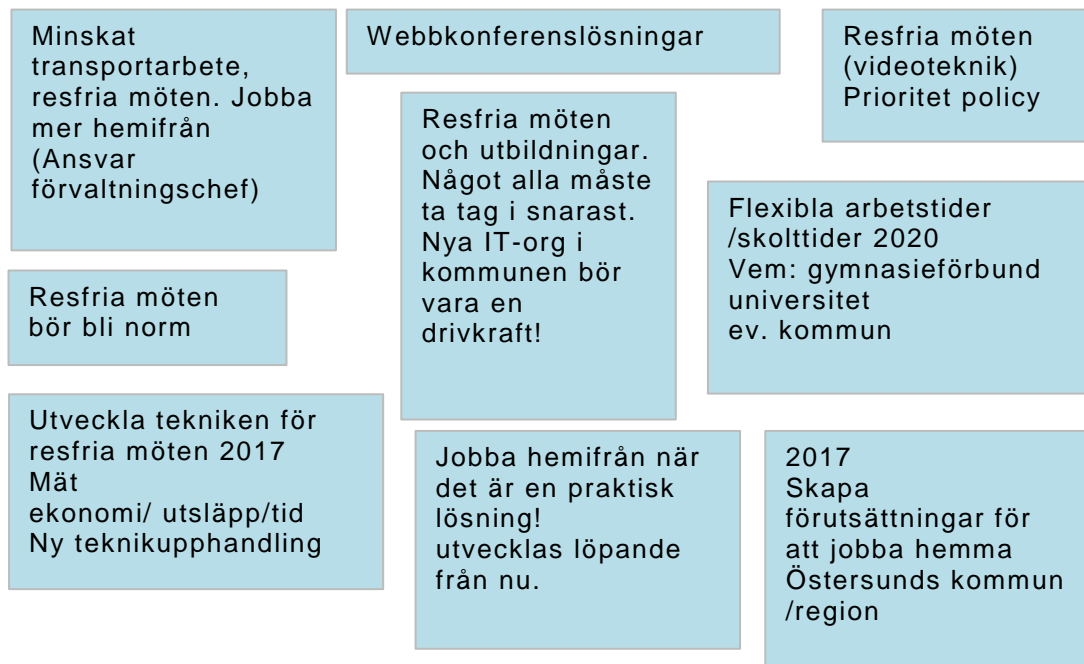 Minskat
transportarbete,
resfria möten. Jobba
mer hemifrån
(Ansvar
förvaltningschef)
Webbkonferenslösningar
Resfria möten
(videoteknik)
Prioritet policy
Resfria möten
och utbildningar.
Något alla måste
ta tag i snarast.
Nya IT-org i
kommunen bör
vara en
drivkraft!
Flexibla arbetstider
/skolttider 2020
Vem: gymnasieförbund
universitet
ev. kommun
Resfria möten
bör bli norm
Utveckla tekniken för
resfria möten 2017
Mät
ekonomi/ utsläpp/tid
Ny teknikupphandling
Jobba hemifrån när
det är en praktisk
lösning!
utvecklas löpande
från nu.
2017
Skapa
förutsättningar för
att jobba hemma
Östersunds kommun
/region